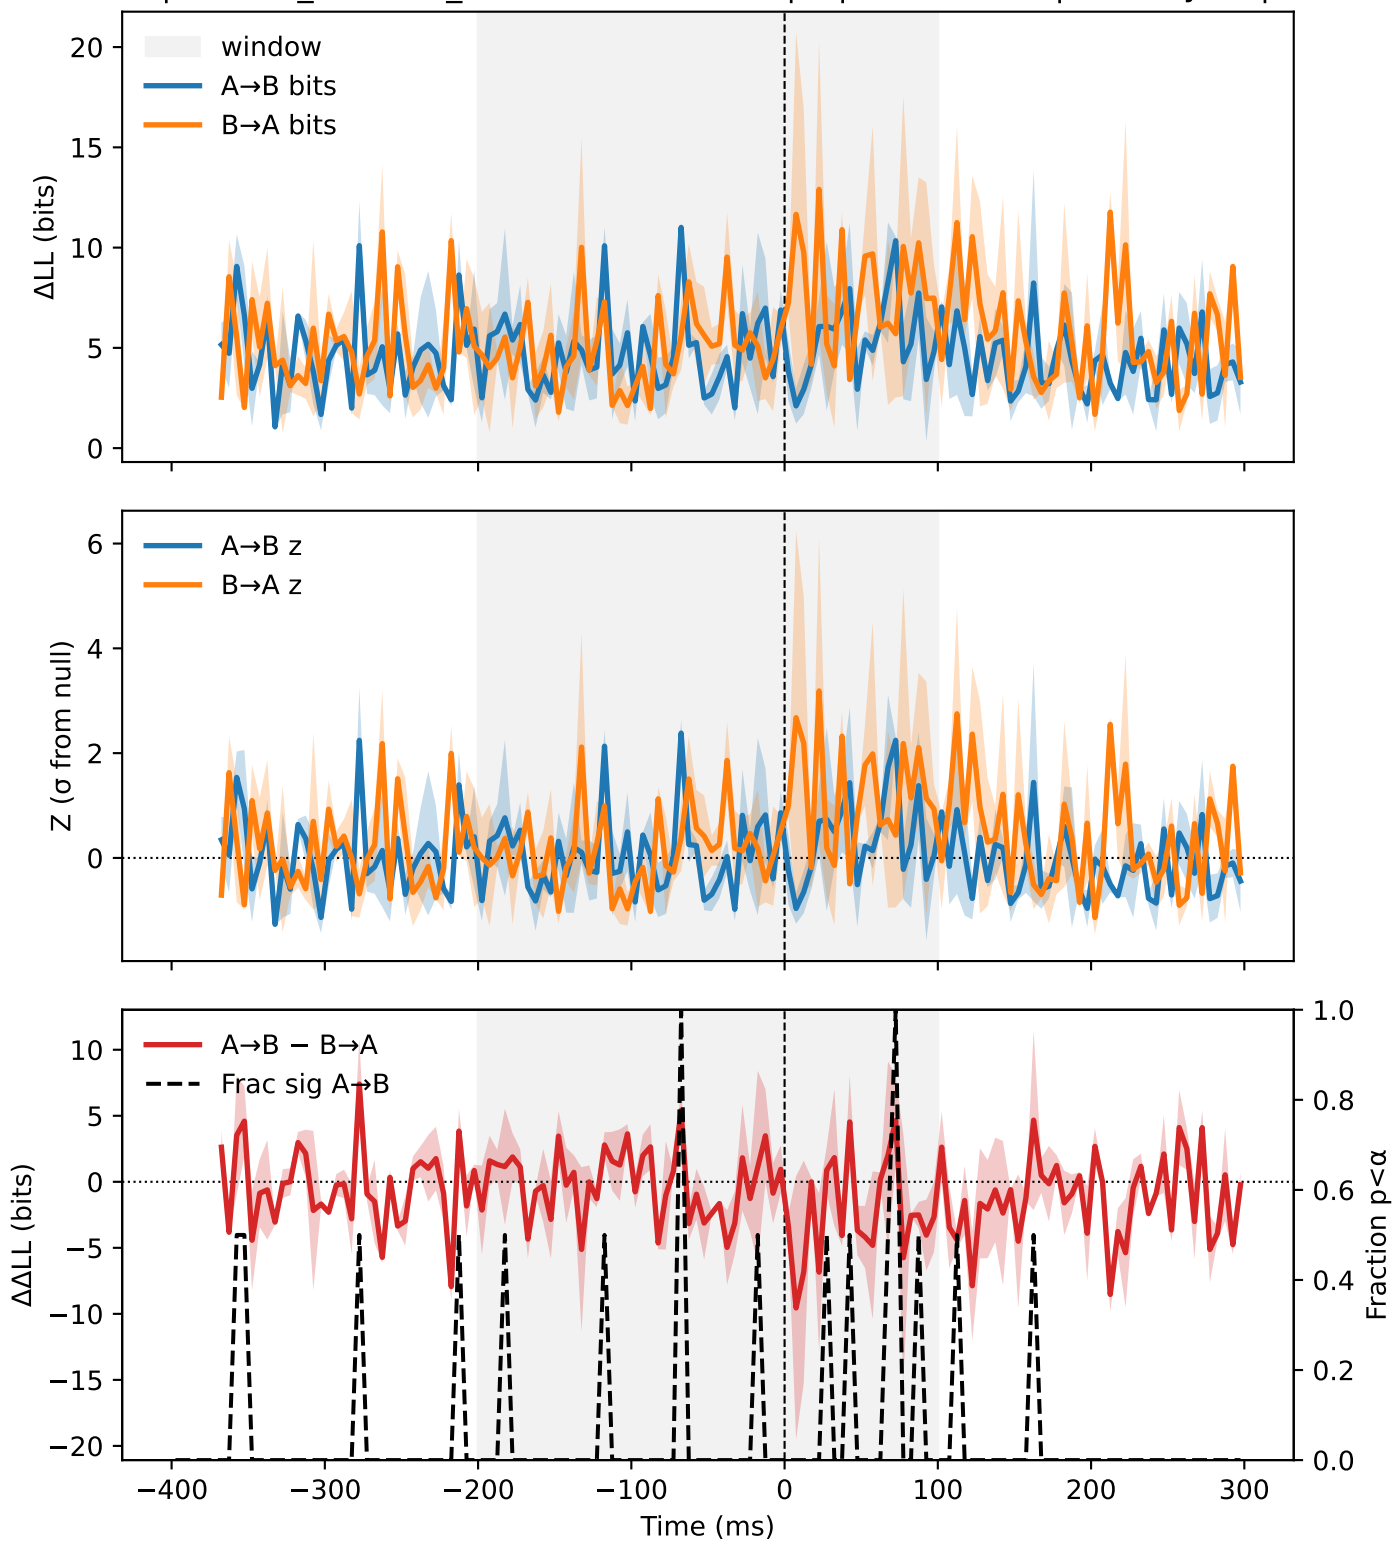 20
15
10
5
0
ΔLL (bits)
window
A→B bits
B→A bits
6
4
2
0
Z (σ from null)
A→B z
B→A z
10
5
0
−5
−10
−15
−20
ΔΔLL (bits)
A→B − B→A
Frac sig A→B
1.0
0.8
0.6
0.4
0.2
0.0
Fraction p<α
−400 −300 −200 −100 0 100 200 300
Time (ms)